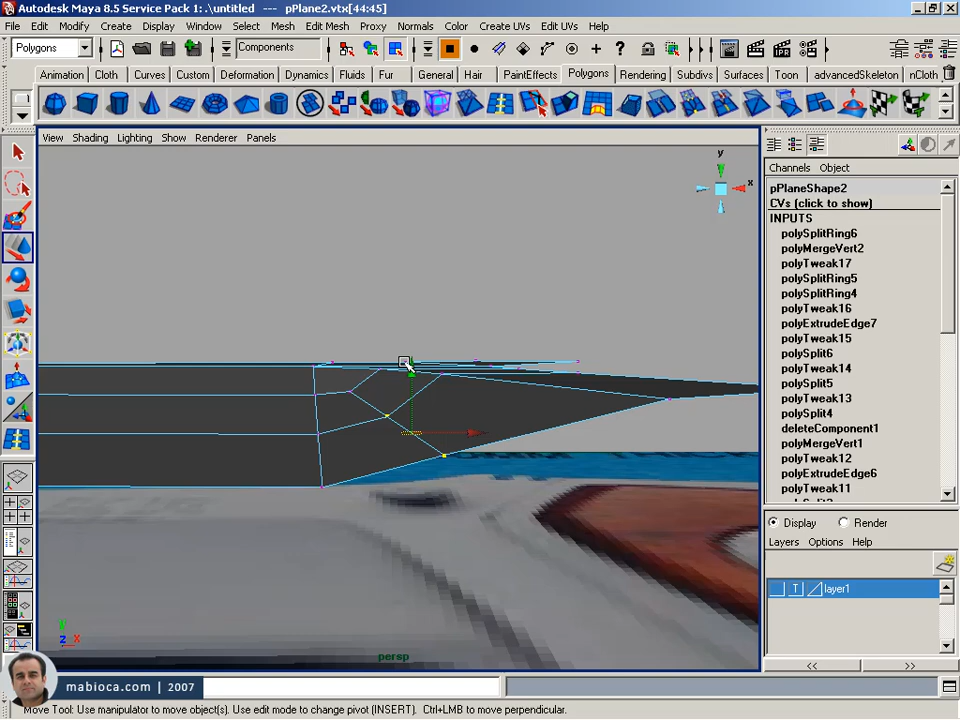 Autodesk Maya 8.5 Service Pack 1: .\untitled --- pPlane2.vtx[44:45]
File Edit Modify Create Display Window Select Mesh Edit Mesh Proxy Normals Color Create UVs Edit UVs Help
Polygons Components
Animation Cloth Curves Custom Deformation Dynamics Fluids Fur General Hair PaintEffects Polygons Rendering Subdivs Surfaces Toon advancedSkeleton nCloth
View Shading Lighting Show Renderer Panels
Channels Object
pPlaneShape2
CVs (click to show)
INPUTS
polySplitRing6
polyMergeVert2
polyTweak17
polySplitRing5
polySplitRing4
polyTweak16
polyExtrudeEdge7
polyTweak15
polySplit6
polyTweak14
polySplit5
polyTweak13
polySplit4
deleteComponent1
polyMergeVert1
polyTweak12
polyExtrudeEdge6
polyTweak11
y
x
y
z x
persp
Display Render
Layers Options Help
T layer1
<< >>
mabioca.com | 2007
Move Tool: Use manipulator to move object(s). Use edit mode to change pivot (INSERT). Ctrl+LMB to move perpendicular.